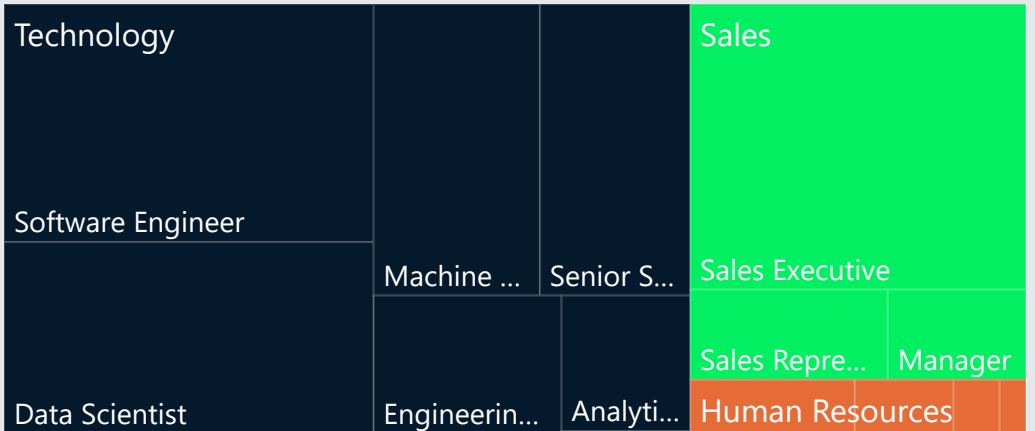 Technology
Sales
Software Engineer
Machine ...
Senior S...
Sales Executive
Sales Repre...
Manager
Data Scientist
Engineerin...
Analyti...
Human Resources